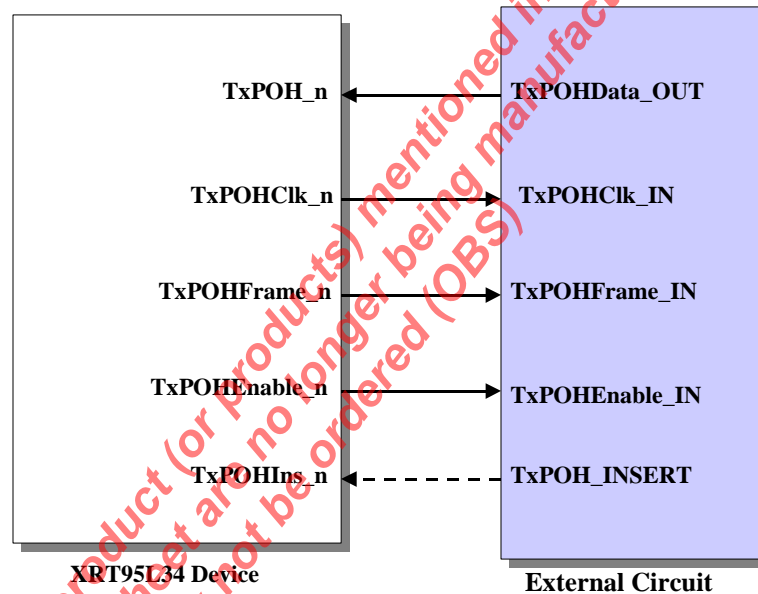 TxPOH_n
TxPOHData_OUT
TxPOHClk_n
TxPOHClk_IN
TxPOHFrame_n
TxPOHFrame_IN
TxPOHEnable_n
TxPOHEnable_IN
TxPOHIns_n
TxPOH_INSERT
XRT95L34 Device
External Circuit
product (or products) mentioned in
sheet are no longer being manufac
not be ordered (OBS)